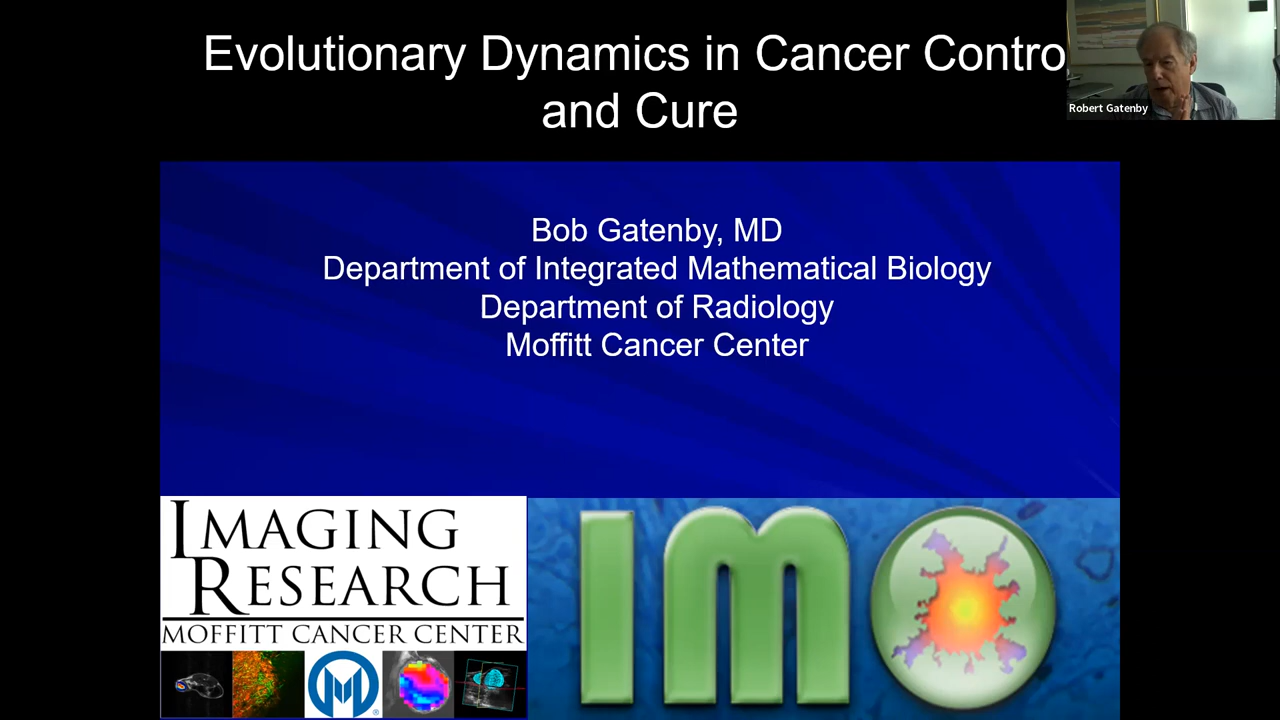 Evolutionary Dynamics in Cancer Contro
and Cure
Robert Gatenby
Bob Gatenby, MD
Department of Integrated Mathematical Biology
Department of Radiology
Moffitt Cancer Center
IMAGING
RESEARCH
MOFFITT CANCER CENTER
IMO